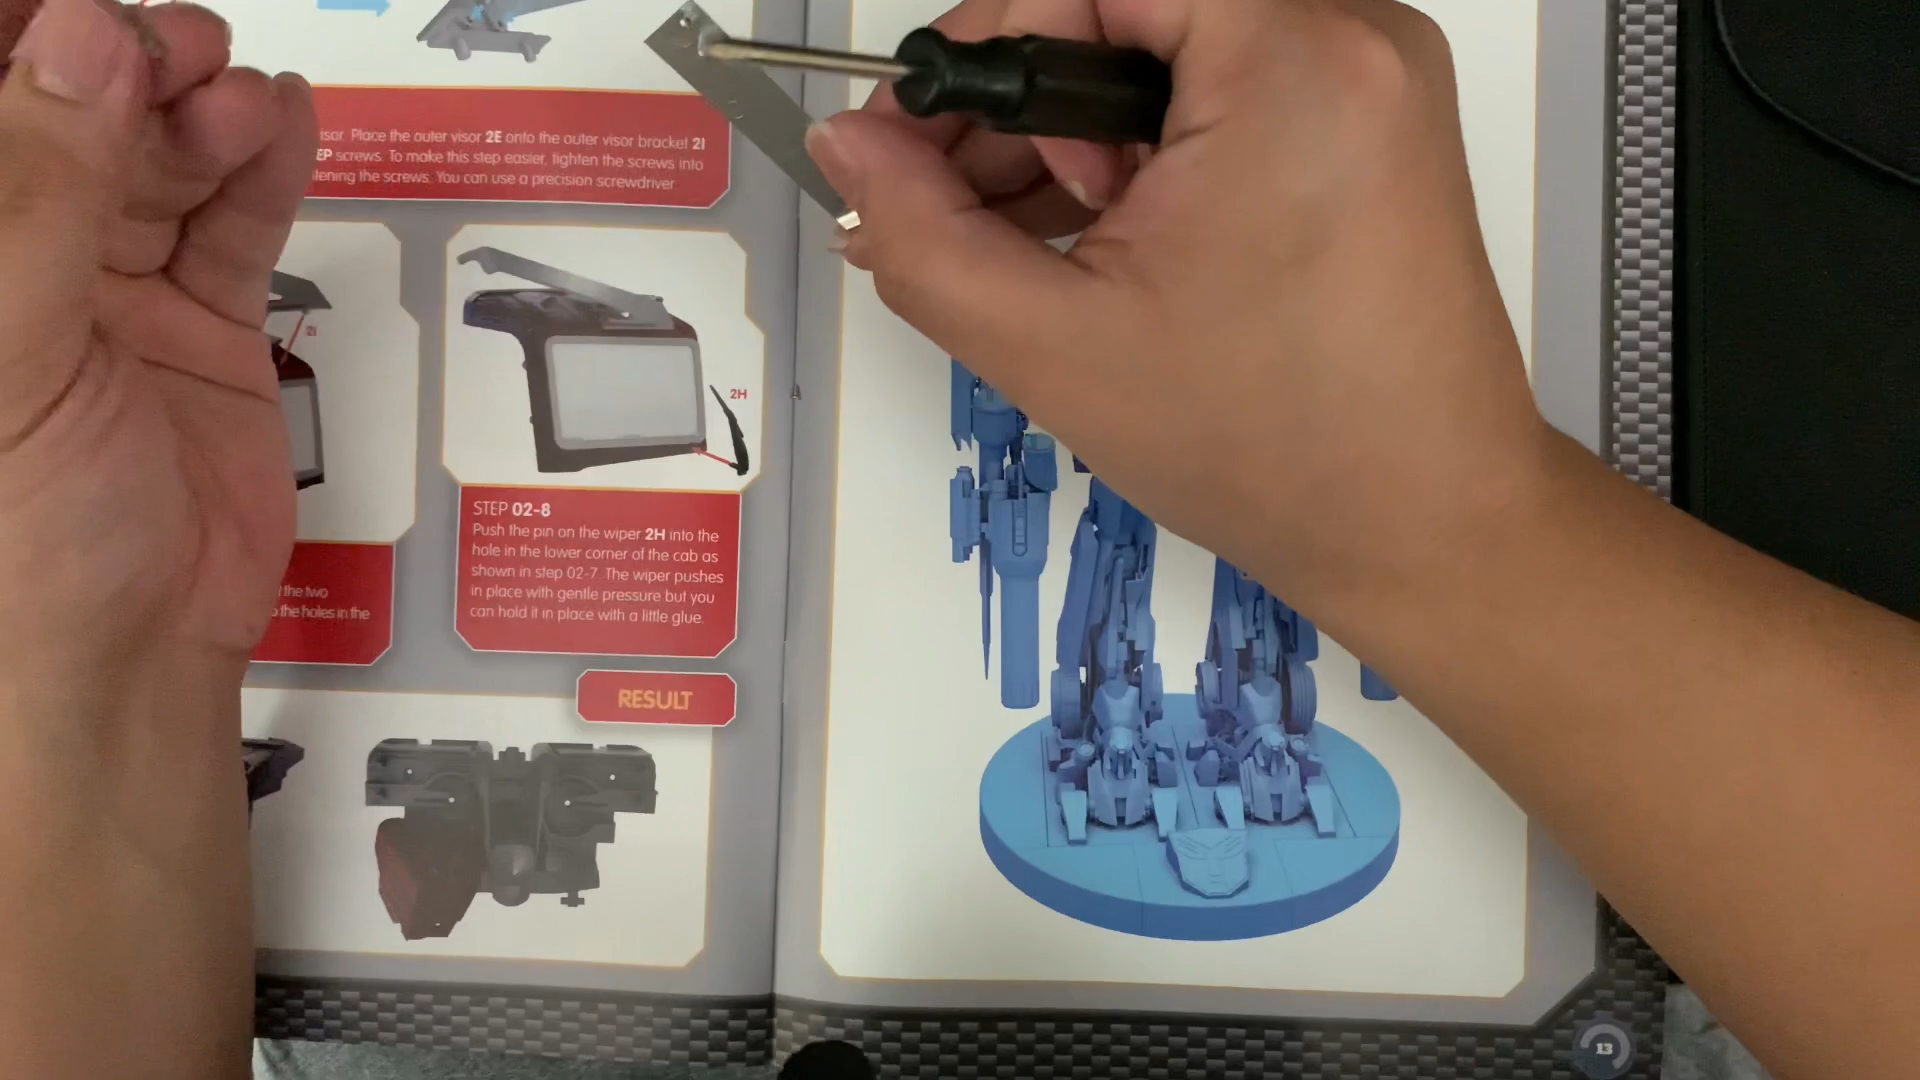 isor. Place the outer visor 2E onto the outer visor bracket 2I
EP screws. To make this step easier, tighten the screws into
tening the screws. You can use a precision screwdriver
2I
2H
the two
the holes in the
STEP 02-8
Push the pin on the wiper 2H into the
hole in the lower corner of the cab as
shown in step 02-7. The wiper pushes
in place with gentle pressure but you
can hold it in place with a little glue.
RESULT
13